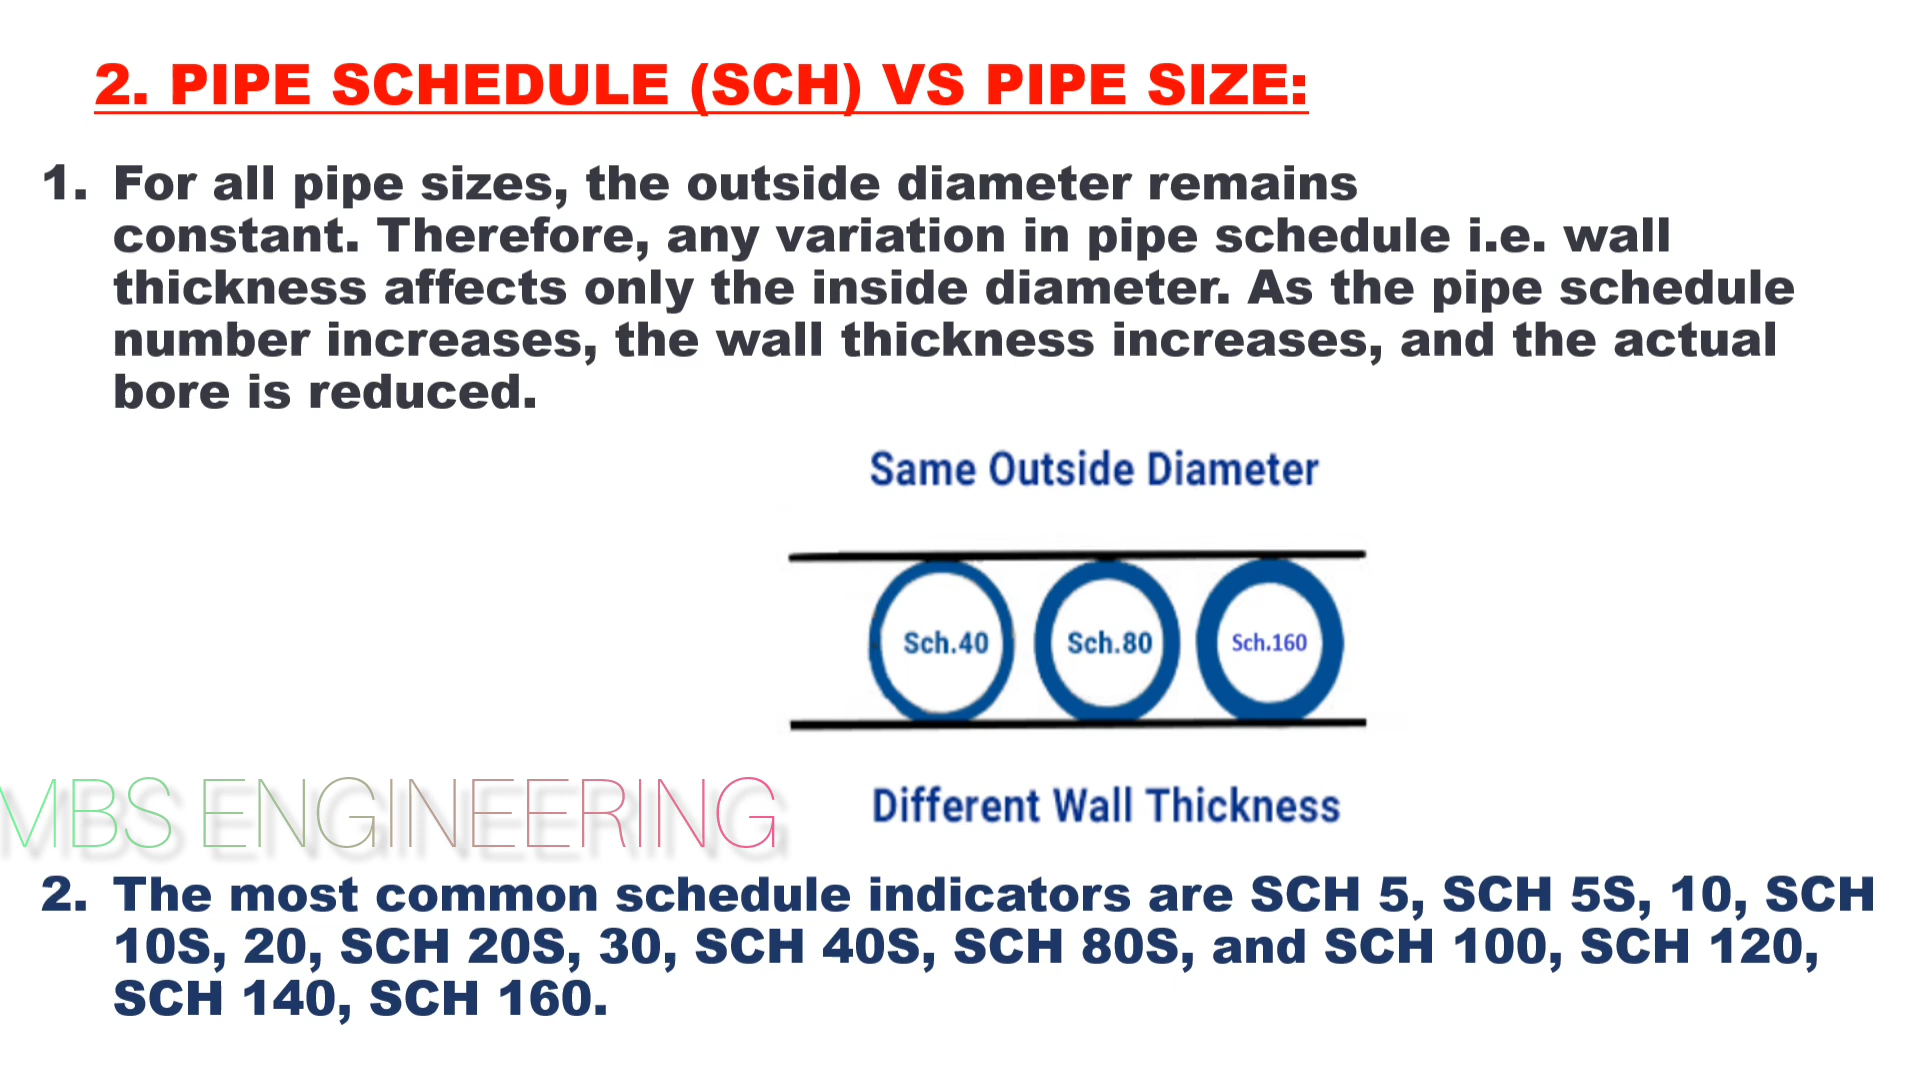 2. PIPE SCHEDULE (SCH) VS PIPE SIZE:
1. For all pipe sizes, the outside diameter remains
constant. Therefore, any variation in pipe schedule i.e. wall
thickness affects only the inside diameter. As the pipe schedule
number increases, the wall thickness increases, and the actual
bore is reduced.
Same Outside Diameter
Sch.40 Sch.80 Sch.160
Different Wall Thickness
MBS ENGINEERING
2. The most common schedule indicators are SCH 5, SCH 5S, 10, SCH
10S, 20, SCH 20S, 30, SCH 40S, SCH 80S, and SCH 100, SCH 120,
SCH 140, SCH 160.